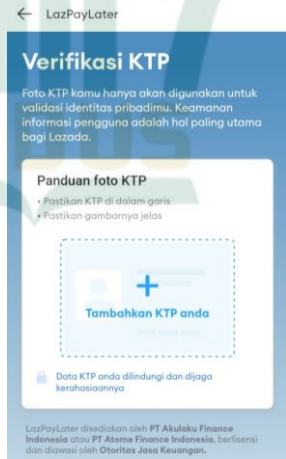 ← LazPayLater
Verifikasi KTP
Foto KTP kamu hanya akan digunakan untuk
validasi identitas pribadimu. Keamanan
informasi pengguna adalah hal paling utama
bagi Lazada.
Panduan foto KTP
• Pastikan KTP di dalam garis
• Pastikan gambarnya jelas
Tambahkan KTP anda
Data KTP anda dilindungi dan dijaga
kerahasiaannya
LazPayLater disediakan oleh PT Akulaku Finance
Indonesia atau PT Atome Finance Indonesia, berlisensi
dan diawasi oleh Otoritas Jasa Keuangan.